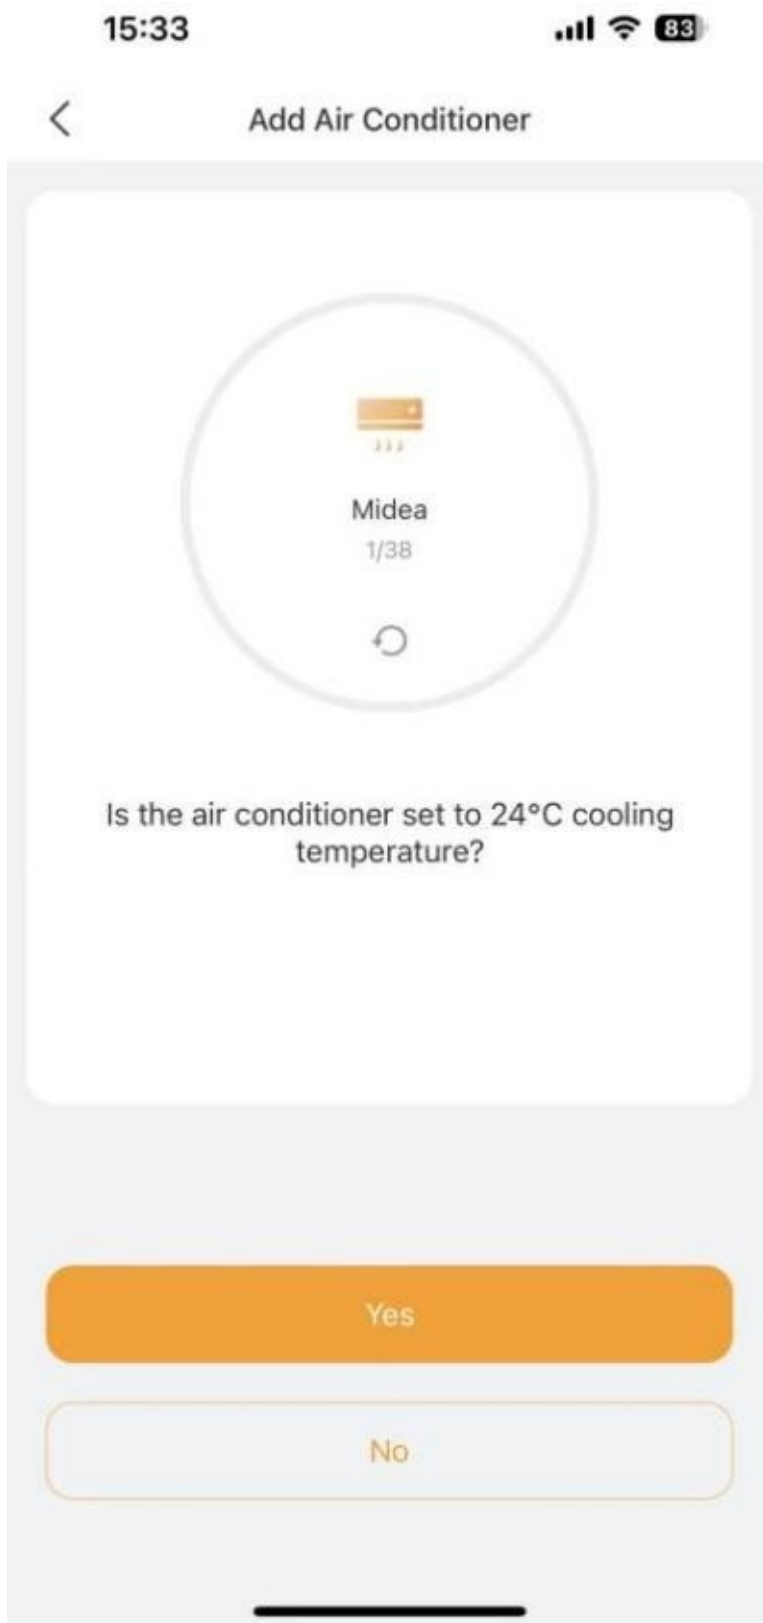 15:33
83
Add Air Conditioner
Midea
1/38
Is the air conditioner set to 24°C cooling
temperature?
Yes
No